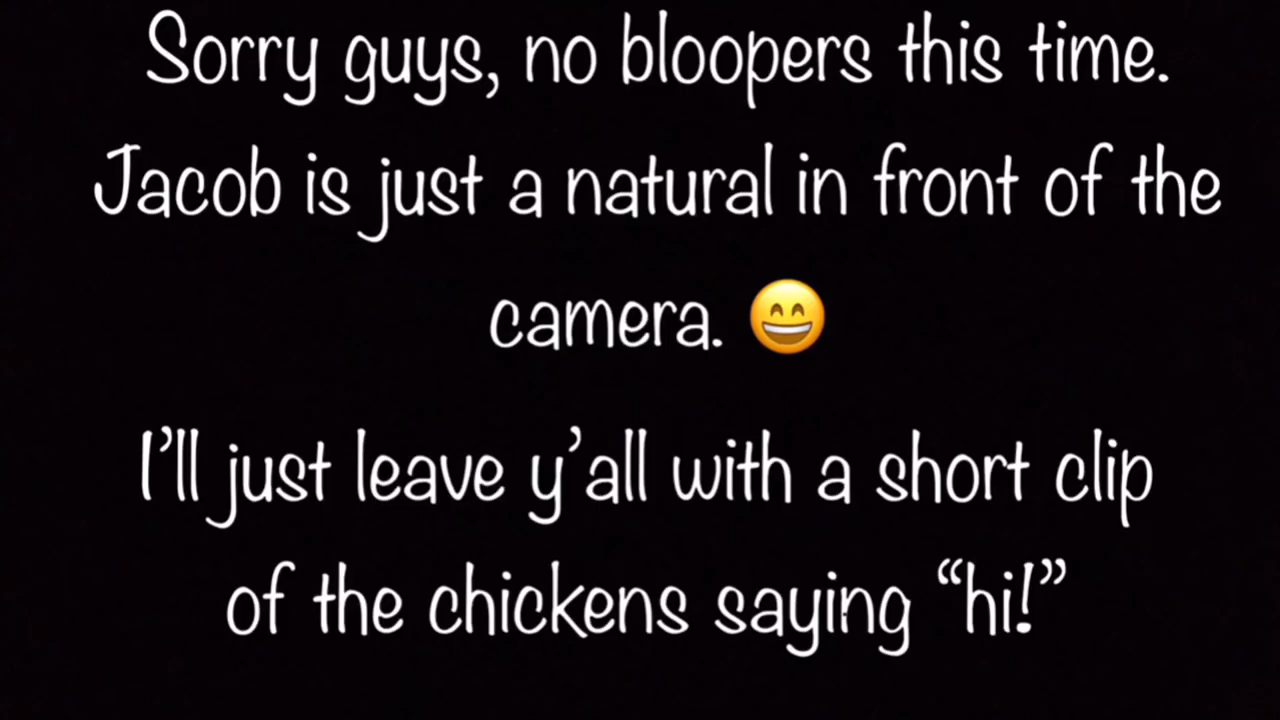 Sorry guys, no bloopers this time.
Jacob is just a natural in front of the
camera. 😄
I’ll just leave y’all with a short clip
of the chickens saying “hi!”